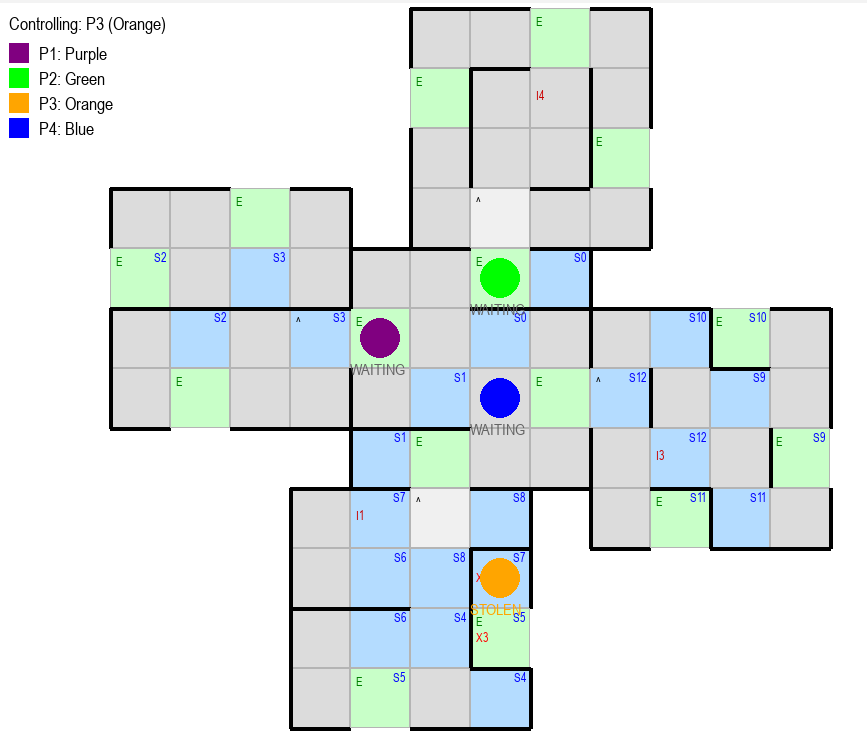 Controlling: P3 (Orange)
P1: Purple
P2: Green
P3: Orange
P4: Blue
E
E
I4
E
E
^
E S2
S3
E
S0
WAITING
S2
^ S3
E
S0
S10
E S10
WAITING
E
S1
E
^ S12
S9
WAITING
S1
E
I3 S12
E S9
I1 S7
^
S8
E S11
S11
S6
S8
X S7
STOLEN
S6
S4
E S5
X3
E S5
S4